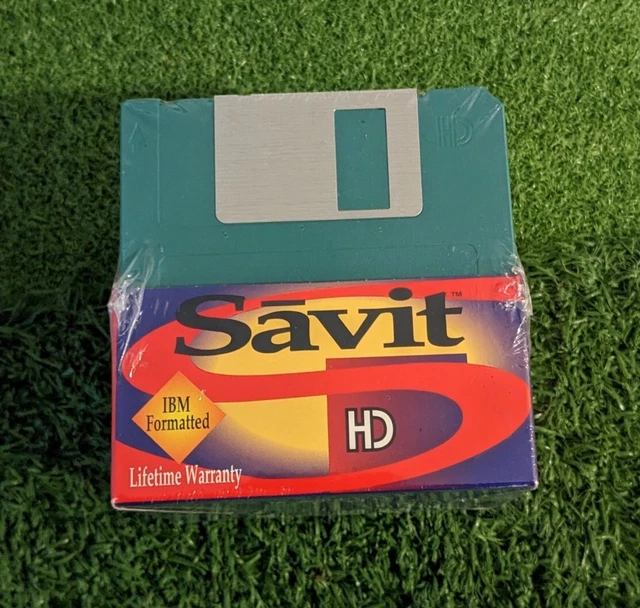 HD
Sāvit™
IBM
Formatted
HD
Lifetime Warranty